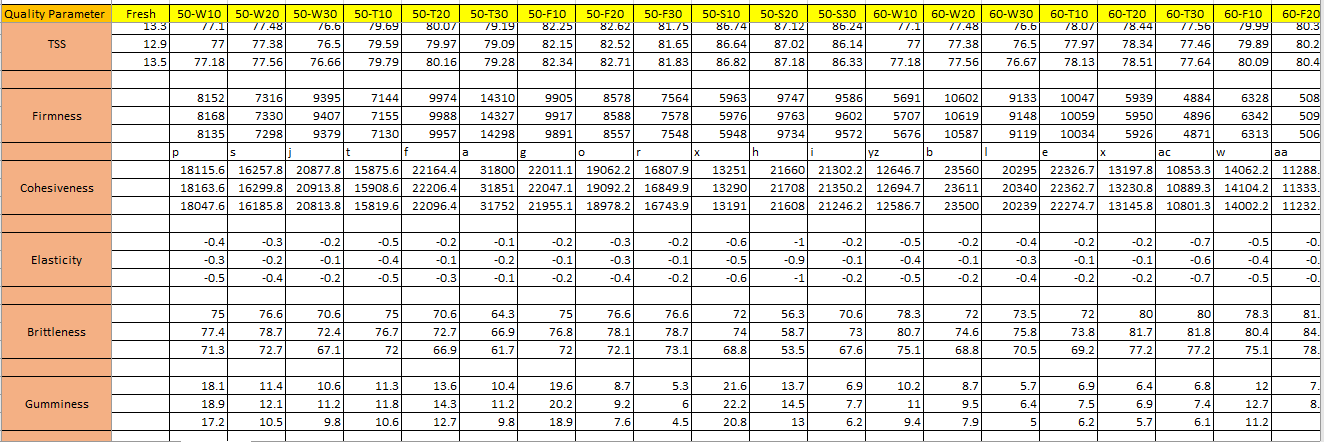 Quality Parameter Fresh 50-W10 50-W20 50-W30 50-T10 50-T20 50-T30 50-F10 50-F20 50-F30 50-S10 50-S20 50-S30 60-W10 60-W20 60-W30 60-T10 60-T20 60-T30 60-F10 60-F20
13.3 77.1 77.48 76.6 79.69 80.07 79.19 82.25 82.62 81.75 86.74 87.12 86.24 77.1 77.48 76.6 78.07 78.44 77.56 79.99 80.3
TSS 12.9 77 77.38 76.5 79.59 79.97 79.09 82.15 82.52 81.65 86.64 87.02 86.14 77 77.38 76.5 77.97 78.34 77.46 79.89 80.2
13.5 77.18 77.56 76.66 79.79 80.16 79.28 82.34 82.71 81.83 86.82 87.18 86.33 77.18 77.56 76.67 78.13 78.51 77.64 80.09 80.4
8152 7316 9395 7144 9974 14310 9905 8578 7564 5963 9747 9586 5691 10602 9133 10047 5939 4884 6328 508
Firmness 8168 7330 9407 7155 9988 14327 9917 8588 7578 5976 9763 9602 5707 10619 9148 10059 5950 4896 6342 509
8135 7298 9379 7130 9957 14298 9891 8557 7548 5948 9734 9572 5676 10587 9119 10034 5926 4871 6313 506
p s j t f a g o r x h i yz b l e x ac w aa
18115.6 16257.8 20877.8 15875.6 22164.4 31800 22011.1 19062.2 16807.9 13251 21660 21302.2 12646.7 23560 20295 22326.7 13197.8 10853.3 14062.2 11288.
Cohesiveness 18163.6 16299.8 20913.8 15908.6 22206.4 31851 22047.1 19092.2 16849.9 13290 21708 21350.2 12694.7 23611 20340 22362.7 13230.8 10889.3 14104.2 11333.
18047.6 16185.8 20813.8 15819.6 22096.4 31752 21955.1 18978.2 16743.9 13191 21608 21246.2 12586.7 23500 20239 22274.7 13145.8 10801.3 14002.2 11232.
-0.4 -0.3 -0.2 -0.5 -0.2 -0.1 -0.2 -0.3 -0.2 -0.6 -1 -0.2 -0.5 -0.2 -0.4 -0.2 -0.2 -0.7 -0.5 -0.
Elasticity -0.3 -0.2 -0.1 -0.4 -0.1 -0.2 -0.1 -0.3 -0.1 -0.5 -0.9 -0.1 -0.4 -0.1 -0.3 -0.1 -0.1 -0.6 -0.4 -0.
-0.5 -0.4 -0.2 -0.5 -0.3 -0.1 -0.2 -0.4 -0.2 -0.6 -1 -0.2 -0.5 -0.2 -0.4 -0.2 -0.2 -0.7 -0.5 -0.
75 76.6 70.6 75 70.6 64.3 75 76.6 76.6 72 56.3 70.6 78.3 72 73.5 72 80 80 78.3 81.
Brittleness 77.4 78.7 72.4 76.7 72.7 66.9 76.8 78.1 78.7 74 58.7 73 80.7 74.6 75.8 73.8 81.7 81.8 80.4 84.
71.3 72.7 67.1 72 66.9 61.7 72 72.1 73.1 68.8 53.5 67.6 75.1 68.8 70.5 69.2 77.2 77.2 75.1 78.
18.1 11.4 10.6 11.3 13.6 10.4 19.6 8.7 5.3 21.6 13.7 6.9 10.2 8.7 5.7 6.9 6.4 6.8 12 7.
Gumminess 18.9 12.1 11.2 11.8 14.3 11.2 20.2 9.2 6 22.2 14.5 7.7 11 9.5 6.4 7.5 6.9 7.4 12.7 8.
17.2 10.5 9.8 10.6 12.7 9.8 18.9 7.6 4.5 20.8 13 6.2 9.4 7.9 5 6.2 5.7 6.1 11.2